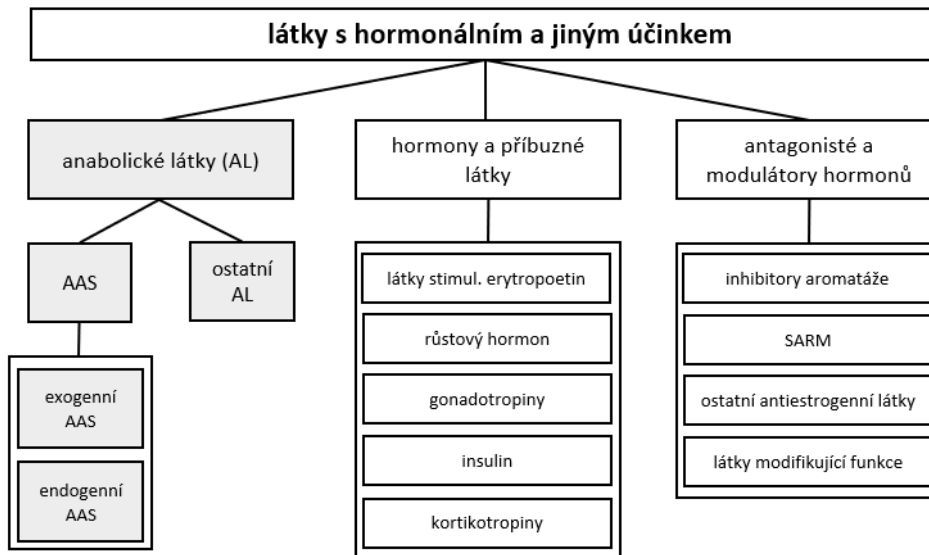 látky s hormonálním a jiným účinkem
anabolické látky (AL)
hormony a příbuzné
látky
antagonisté a
modulátory hormonů
AAS
ostatní
AL
exogenní
AAS
endogenní
AAS
látky stimul. erytropoetin
růstový hormon
gonadotropiny
insulin
kortikotropiny
inhibitory aromatáže
SARM
ostatní antiestrogenní látky
látky modifikující funkce